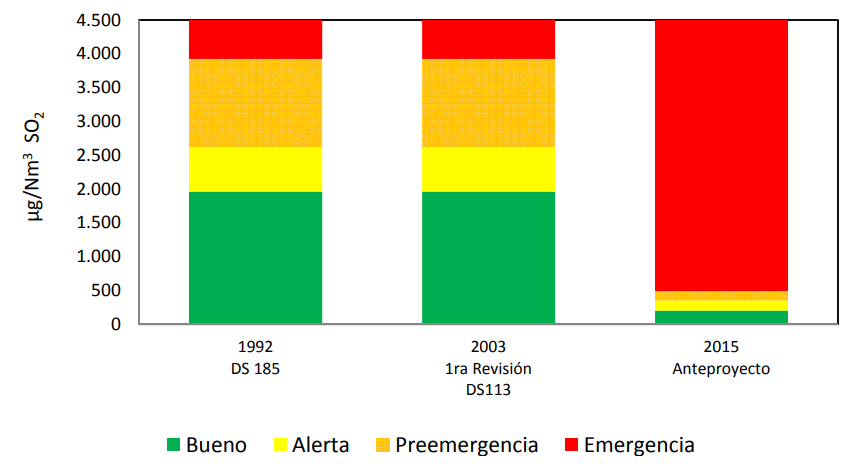 µg/Nm³ SO₂
4.500
4.000
3.500
3.000
2.500
2.000
1.500
1.000
500
0
1992
DS 185
2003
1ra Revisión
DS113
2015
Anteproyecto
Bueno
Alerta
Preemergencia
Emergencia